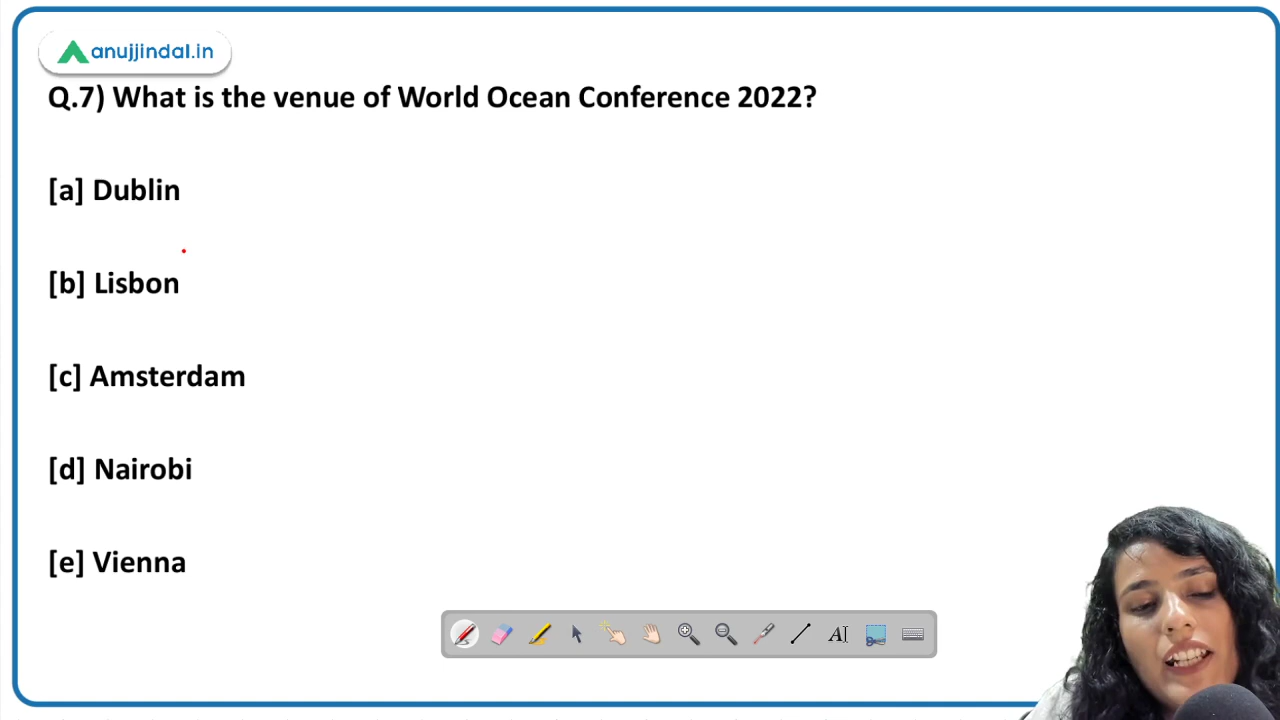 anujjindal.in
Q.7) What is the venue of World Ocean Conference 2022?
[a] Dublin
[b] Lisbon
[c] Amsterdam
[d] Nairobi
[e] Vienna
A